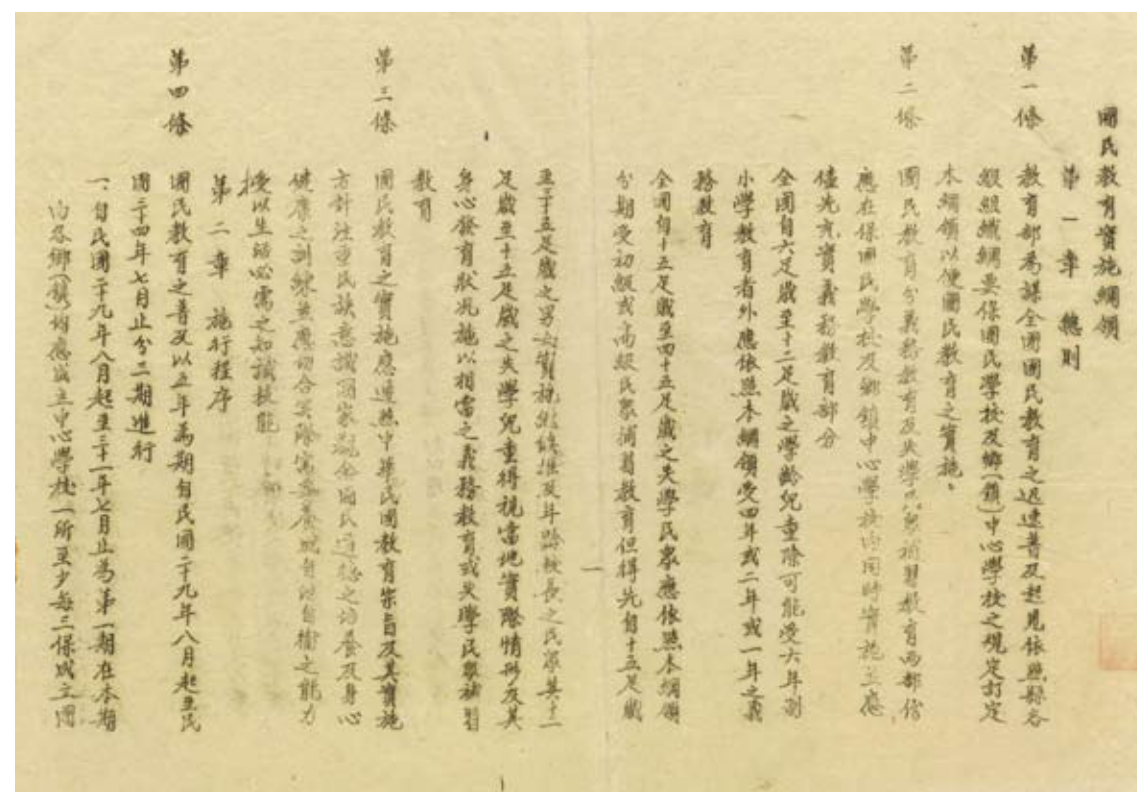 國民教育實施綱領
第一章 總則
第一條 教育部為謀全國國民教育之迅速普及起見依照縣各
級組織綱要保國民學校及鄉(鎮)中心學校之規定訂定
本綱領以便國民教育之實施。
第二條 國民教育分義務教育及失學民眾補習教育兩部份
應在保國民學校及鄉鎮中心學校內同時實施並應
儘先充實義務教育部分
全國自六足歲至十二足歲之學齡兒童除可能受六年制
小學教育者外應依照本綱領受四年或二年或一年之義
務教育
全國自十五足歲至四十五足歲之失學民眾應依照本綱領
分期受初級或高級民眾補習教育但得先自十五足歲
至三十五足歲之男女實施繼續推及年齡較長之民眾其十二
足歲至十五足歲之失學兒童得視當地實際情形及其
身心發育狀況施以相當之義務教育或失學民眾補習
教育
第三條 國民教育之實施應遵照中華民國教育宗旨及其實施
方針注重民族意識國家觀念國民道德之培養及身心
健康之訓練並應切合實際需要養成自治自衛之能力
授以生活必需之知識技能
第二章 施行程序
第四條 國民教育之普及以五年為期自民國二十九年八月起至民
國三十四年七月止分三期進行
一、自民國二十九年八月起至三十一年七月止為第一期在本期
內各鄉(鎮)均應成立中心學校一所至少每三保成立國
一